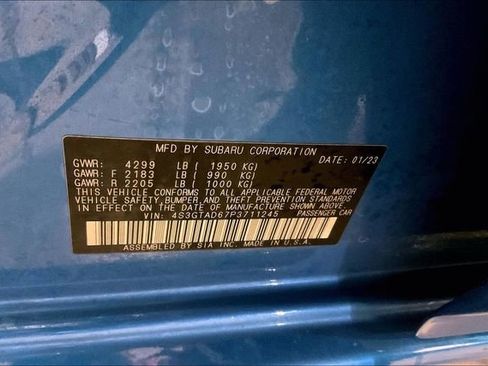 MFD BY SUBARU CORPORATION
GVWR: 4299 LB ( 1950 KG) DATE: 01/23
GAWR: F 2183 LB ( 990 KG)
GAWR: R 2205 LB ( 1000 KG)
THIS VEHICLE CONFORMS TO ALL APPLICABLE FEDERAL MOTOR
VEHICLE SAFETY, BUMPER, AND THEFT PREVENTION STANDARDS
IN EFFECT ON THE DATE OF MANUFACTURE SHOWN ABOVE.
VIN: 4S3GTAD67P3711245 PASSENGER CAR
ASSEMBLED BY SIA INC. MADE IN U.S.A.